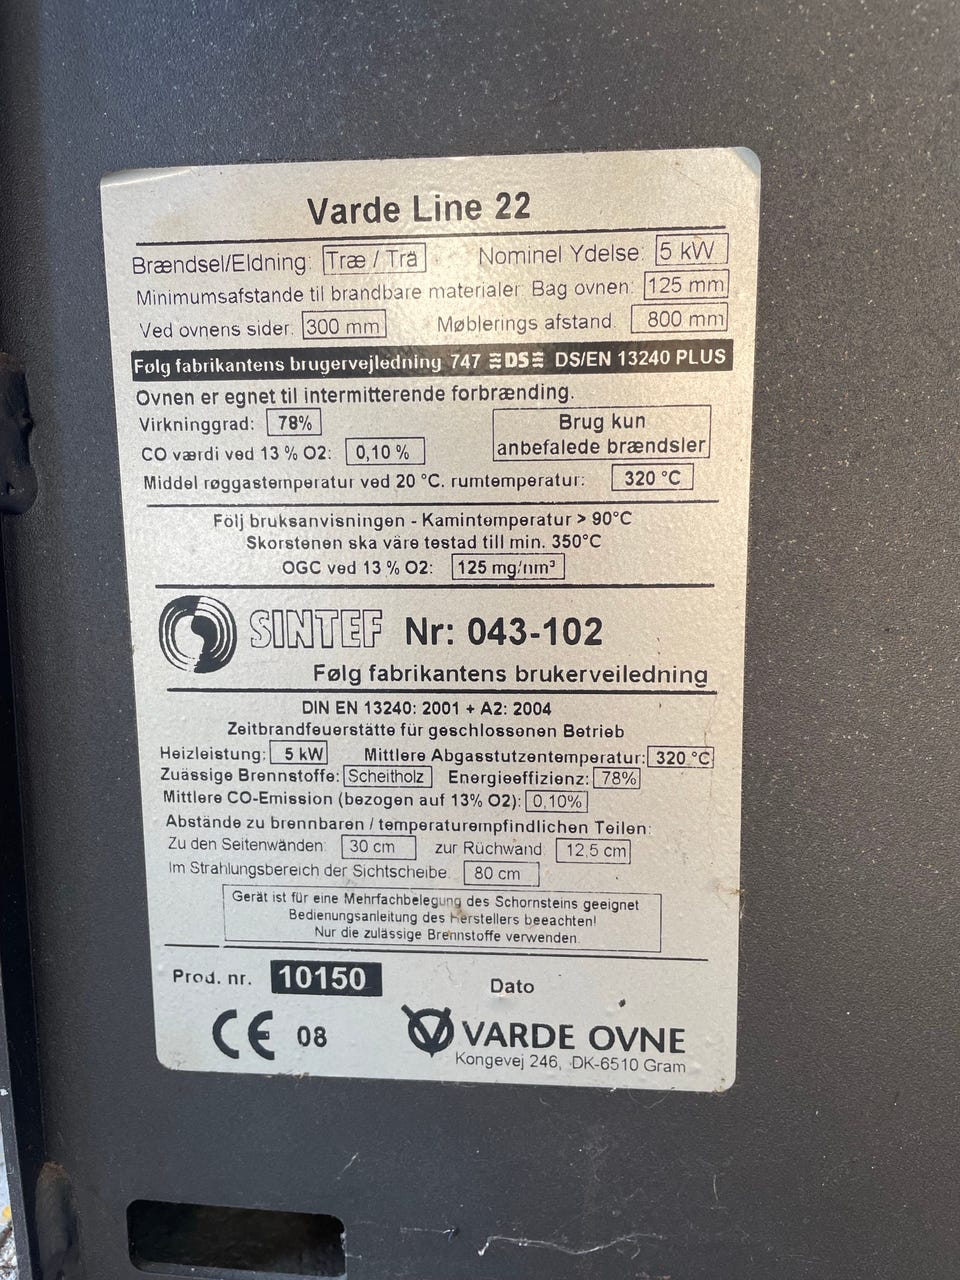 Varde Line 22
Brændsel/Eldning: Træ / Trä Nominel Ydelse: 5 kW
Minimumsafstande til brandbare materialer: Bag ovnen: 125 mm
Ved ovnens sider: 300 mm Møblerings afstand 800 mm
Følg fabrikantens brugervejledning 747 DS DS/EN 13240 PLUS
Ovnen er egnet til intermitterende forbrænding.
Virkninggrad: 78% Brug kun
anbefalede brændsler
CO værdi ved 13 % O2: 0,10 %
Middel røggastemperatur ved 20 °C. rumtemperatur: 320 °C
Följ bruksanvisningen - Kamintemperatur > 90°C
Skorstenen ska väre testad till min. 350°C
OGC ved 13 % O2: 125 mg/nm³
SINTEF Nr: 043-102
Følg fabrikantens brukerveiledning
DIN EN 13240: 2001 + A2: 2004
Zeitbrandfeuerstätte für geschlossenen Betrieb
Heizleistung: 5 kW Mittlere Abgasstutzentemperatur: 320 °C
Zuässige Brennstoffe: Scheitholz Energieeffizienz: 78%
Mittlere CO-Emission (bezogen auf 13% O2): 0,10%
Abstände zu brennbaren / temperaturempfindlichen Teilen:
Zu den Seitenwänden: 30 cm zur Rüchwand 12,5 cm
Im Strahlungsbereich der Sichtscheibe: 80 cm
Gerät ist für eine Mehrfachbelegung des Schornsteins geeignet
Bedienungsanleitung des Herstellers beeachten!
Nur die zulässige Brennstoffe verwenden.
Prod. nr. 10150 Dato
CE 08 VARDE OVNE
Kongevej 246, DK-6510 Gram